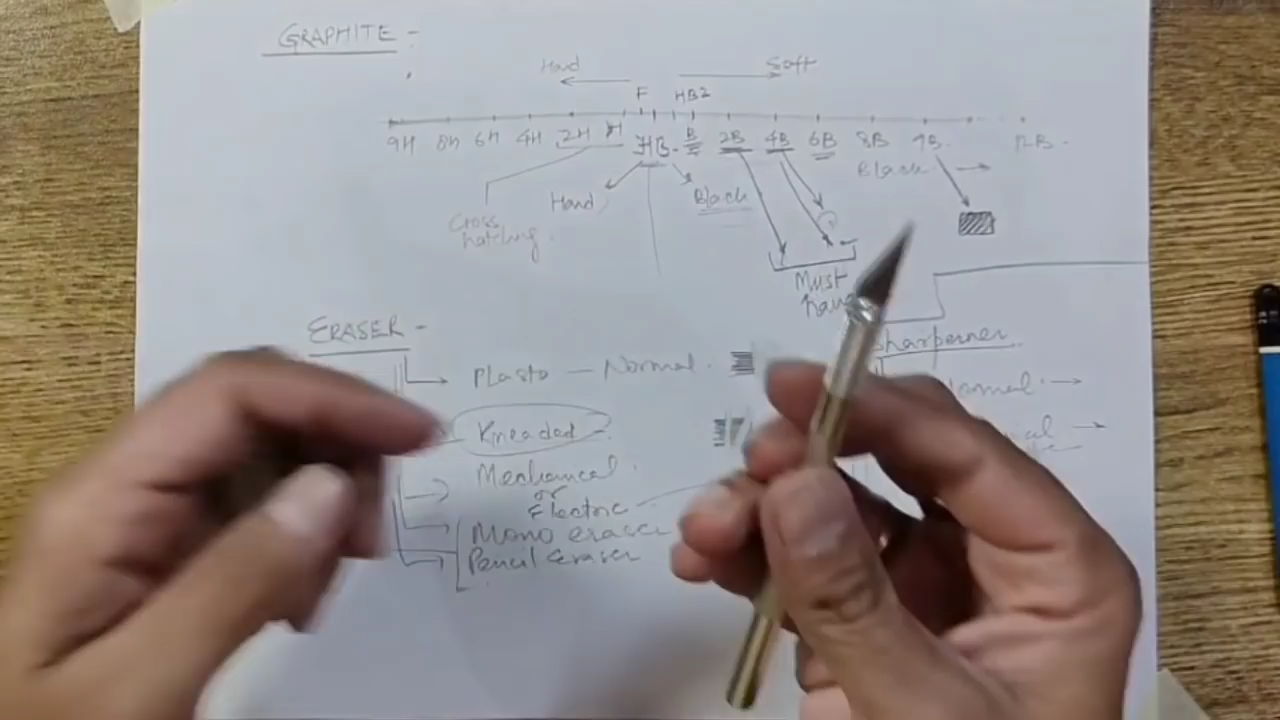 GRAPHITE -
Hard Soft
F HB2
9H 8H 6H 4H 2H H HB - B 2B 4B 6B 8B 9B 12B
Black
Hard Black
Cross
hatching
Must
have
ERASER -
Sharpener
Plasto - Normal. Normal
Kneaded
Mechanical
or
Electric
Mono eraser
Pencil eraser